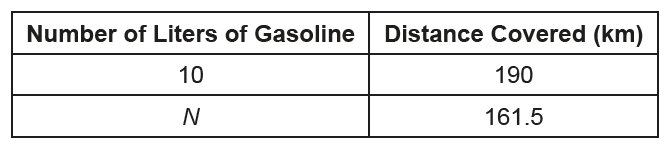 Number of Liters of Gasoline Distance Covered (km)
10 190
N 161.5